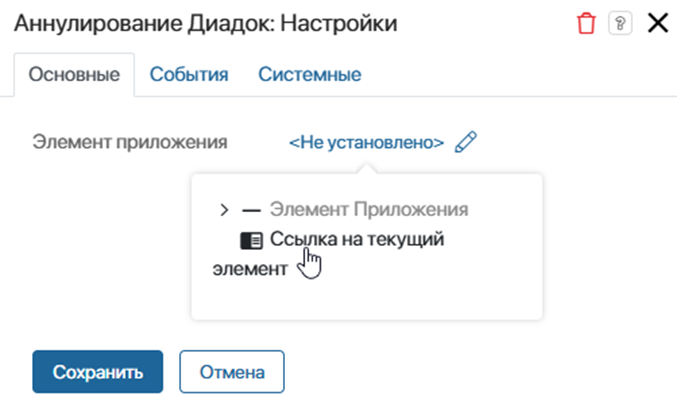 Аннулирование Диадок: Настройки ?
Основные События Системные
Элемент приложения <Не установлено>
Элемент Приложения
Ссылка на текущий
элемент
Сохранить Отмена